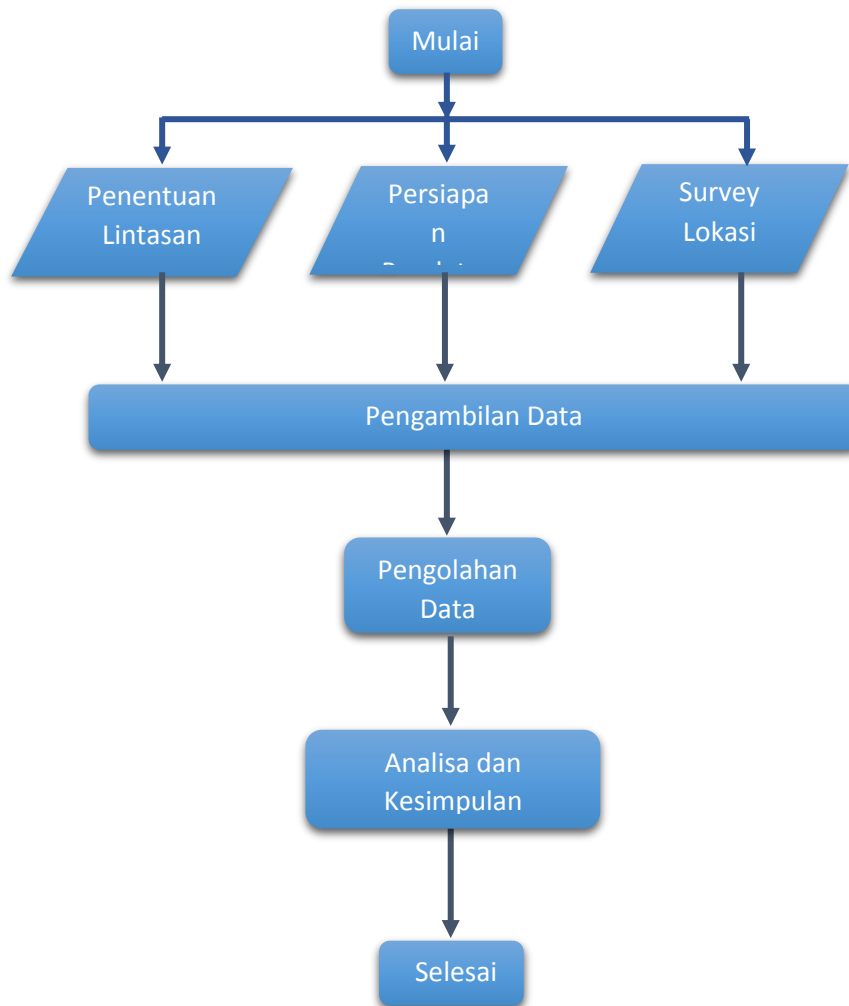 Mulai
Penentuan
Lintasan
Persiapa
n
Survey
Lokasi
Pengambilan Data
Pengolahan
Data
Analisa dan
Kesimpulan
Selesai